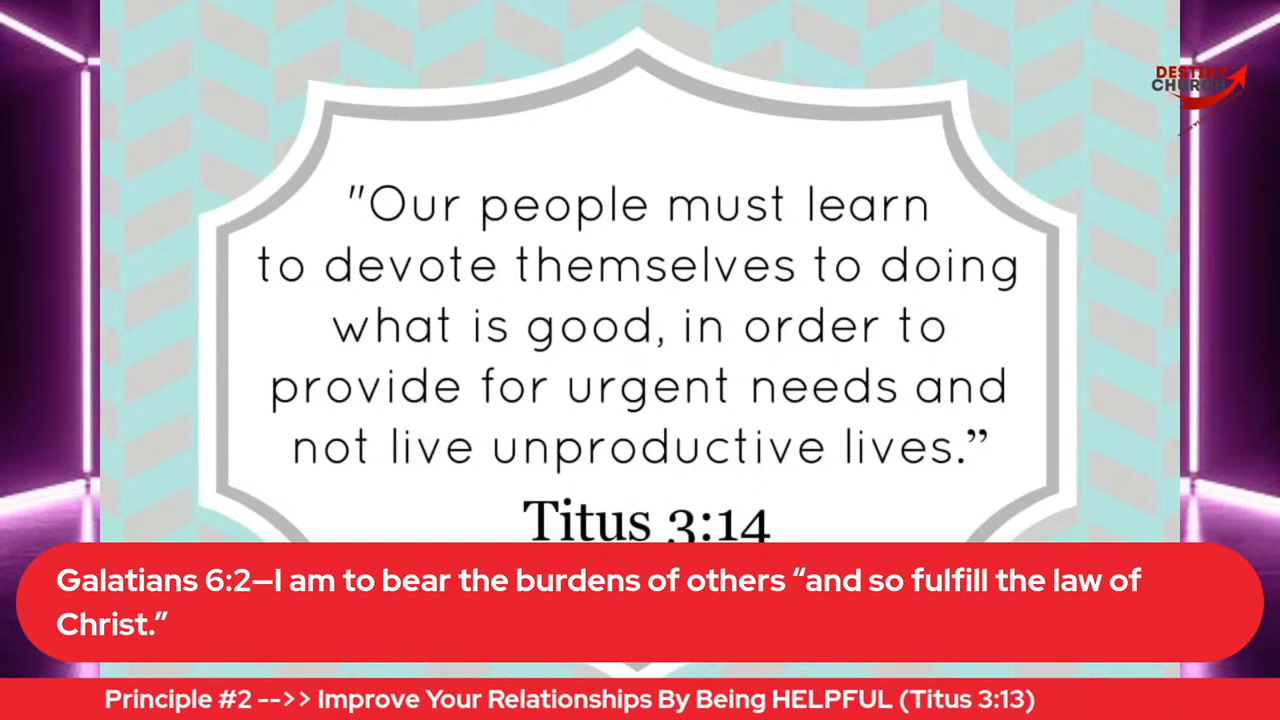 DESTINY
CHURCH
"Our people must learn
to devote themselves to doing
what is good, in order to
provide for urgent needs and
not live unproductive lives.”
Titus 3:14
Galatians 6:2—I am to bear the burdens of others “and so fulfill the law of
Christ.”
Principle #2 -->> Improve Your Relationships By Being HELPFUL (Titus 3:13)